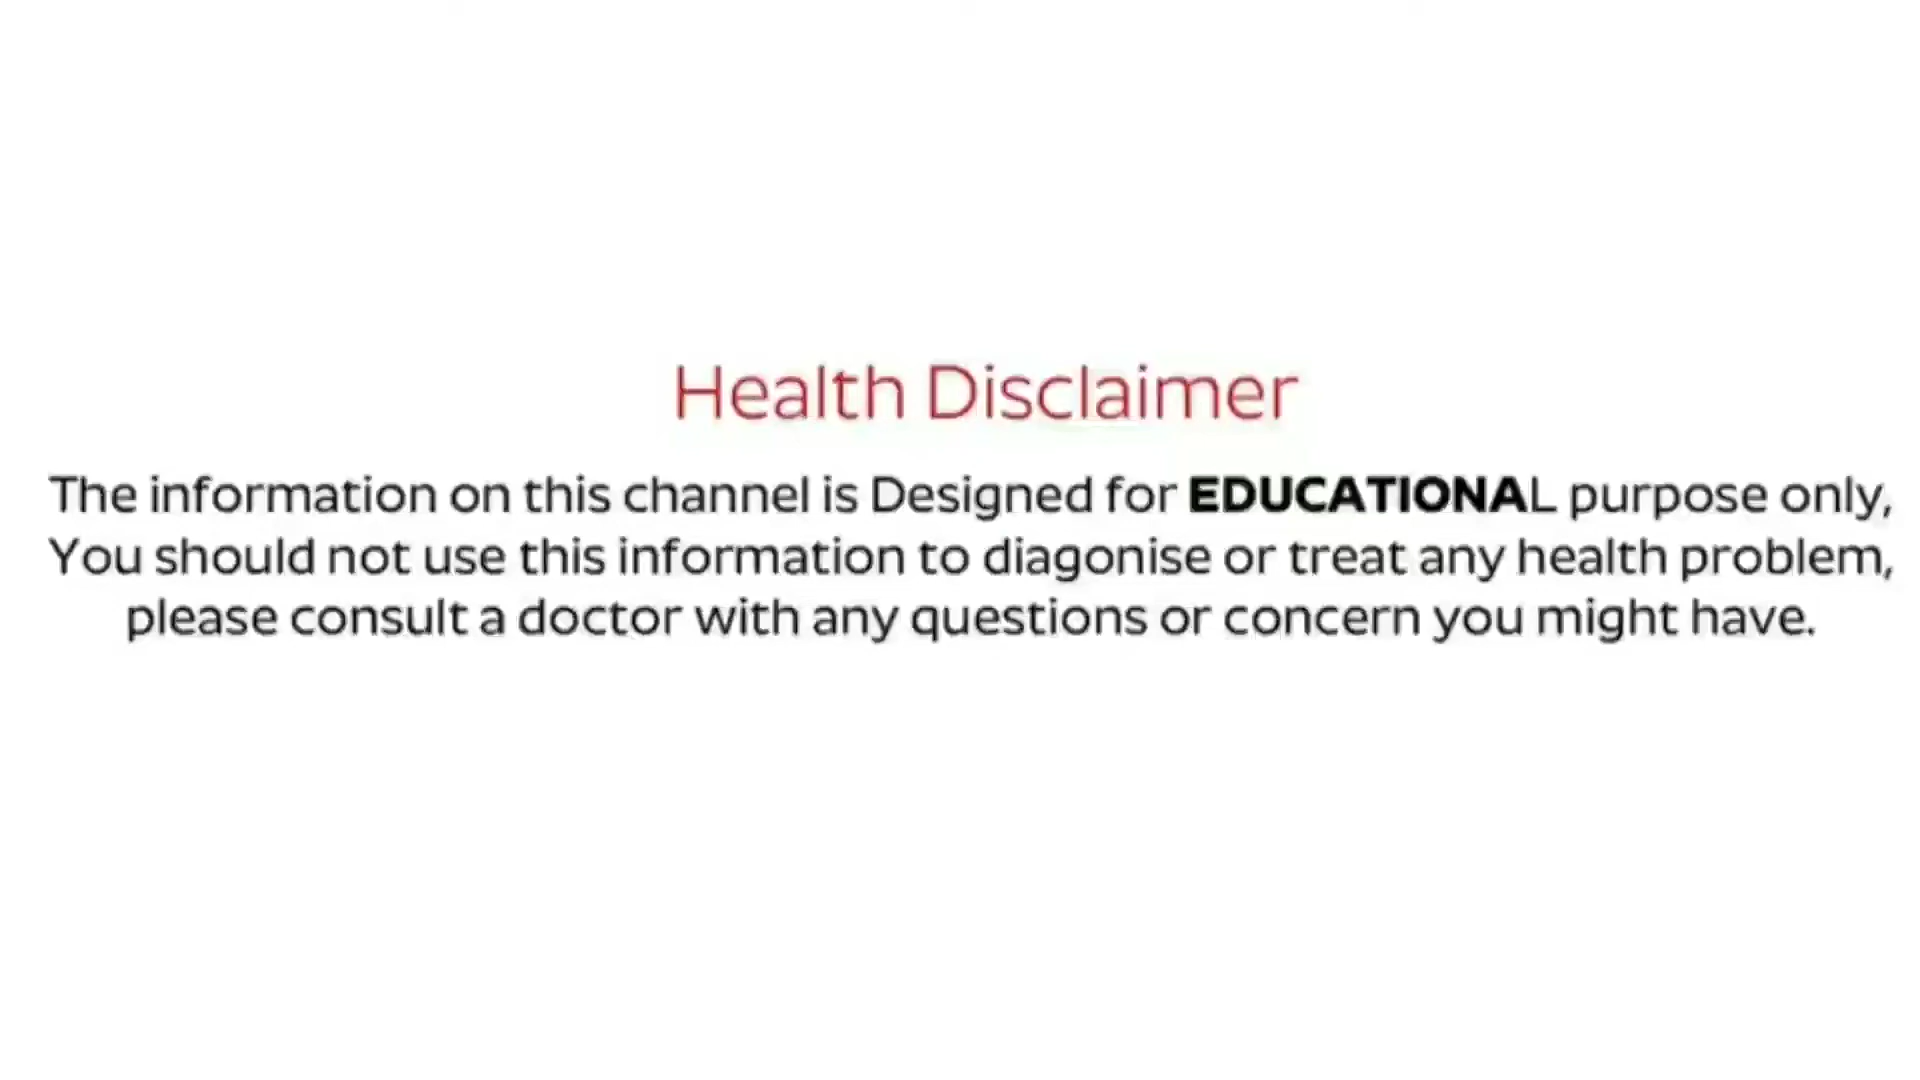 Health Disclaimer
The information on this channel is Designed for EDUCATIONAL purpose only,
You should not use this information to diagonise or treat any health problem,
please consult a doctor with any questions or concern you might have.